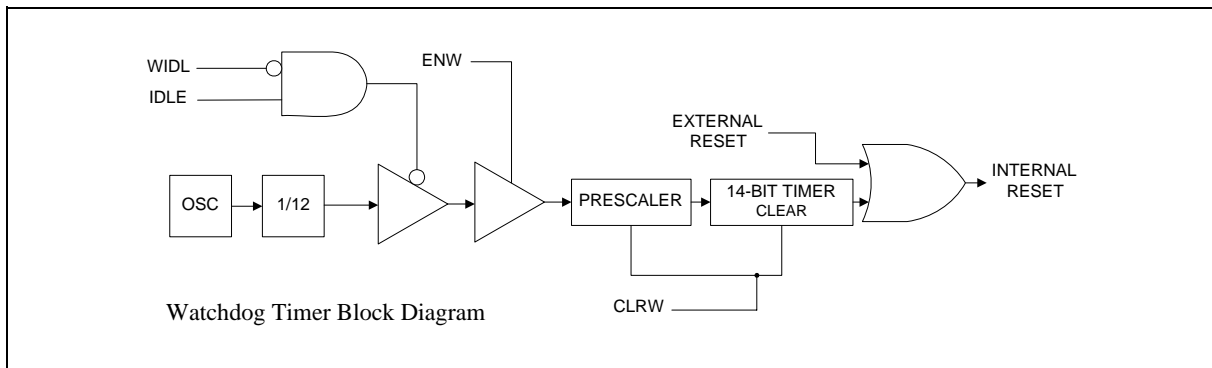 WIDL
IDLE
ENW
EXTERNAL
RESET
INTERNAL
RESET
OSC
1/12
PRESCALER
14-BIT TIMER
CLEAR
CLRW
Watchdog Timer Block Diagram